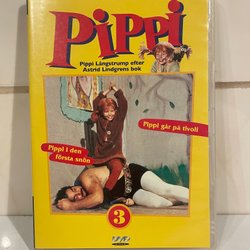 Pippi
Pippi Långstrump efter
Astrid Lindgrens bok
Pippi går på tivoli
Pippi i den
första snön
3